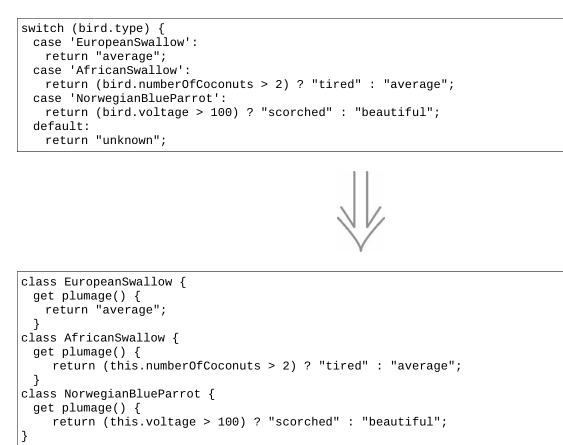 switch (bird.type) {
  case 'EuropeanSwallow':
    return "average";
  case 'AfricanSwallow':
    return (bird.numberOfCoconuts > 2) ? "tired" : "average";
  case 'NorwegianBlueParrot':
    return (bird.voltage > 100) ? "scorched" : "beautiful";
  default:
    return "unknown";
class EuropeanSwallow {
  get plumage() {
    return "average";
  }
class AfricanSwallow {
  get plumage() {
     return (this.numberOfCoconuts > 2) ? "tired" : "average";
  }
class NorwegianBlueParrot {
  get plumage() {
     return (this.voltage > 100) ? "scorched" : "beautiful";
}